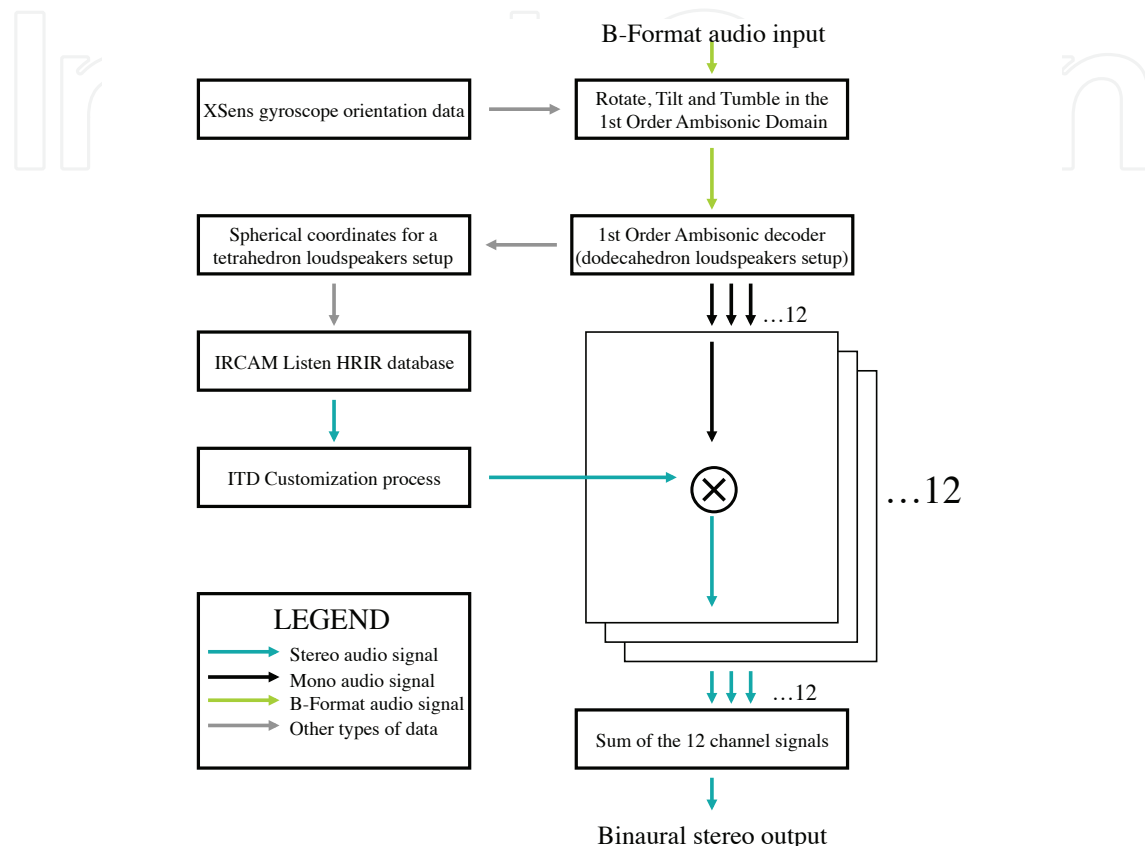 B-Format audio input
XSens gyroscope orientation data
Rotate, Tilt and Tumble in the
1st Order Ambisonic Domain
Spherical coordinates for a
tetrahedron loudspeakers setup
1st Order Ambisonic decoder
(dodecahedron loudspeakers setup)
...12
IRCAM Listen HRIR database
ITD Customization process
...12
LEGEND
Stereo audio signal
Mono audio signal
B-Format audio signal
Other types of data
...12
Sum of the 12 channel signals
Binaural stereo output